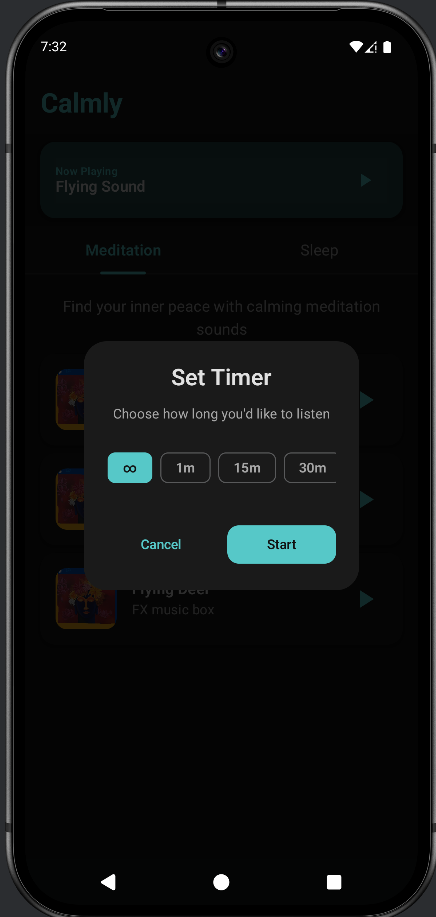 7:32
Calmly
Now Playing
Flying Sound
Meditation
Sleep
Find your inner peace with calming meditation
sounds
Set Timer
Choose how long you'd like to listen
∞
1m
15m
30m
Cancel
Start
Flying Deer
FX music box